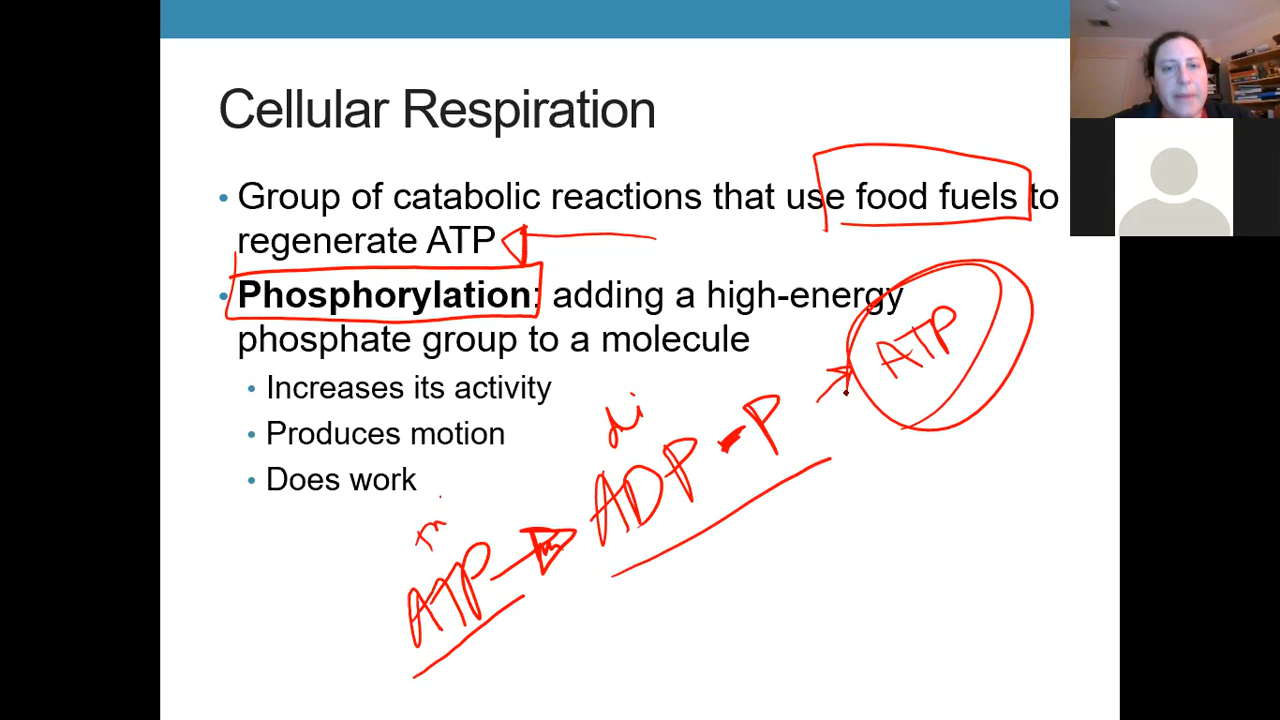 Cellular Respiration
• Group of catabolic reactions that use food fuels to
regenerate ATP
• Phosphorylation: adding a high-energy
phosphate group to a molecule
• Increases its activity
• Produces motion
• Does work
ATP
di
ADP - P
tri
ATP